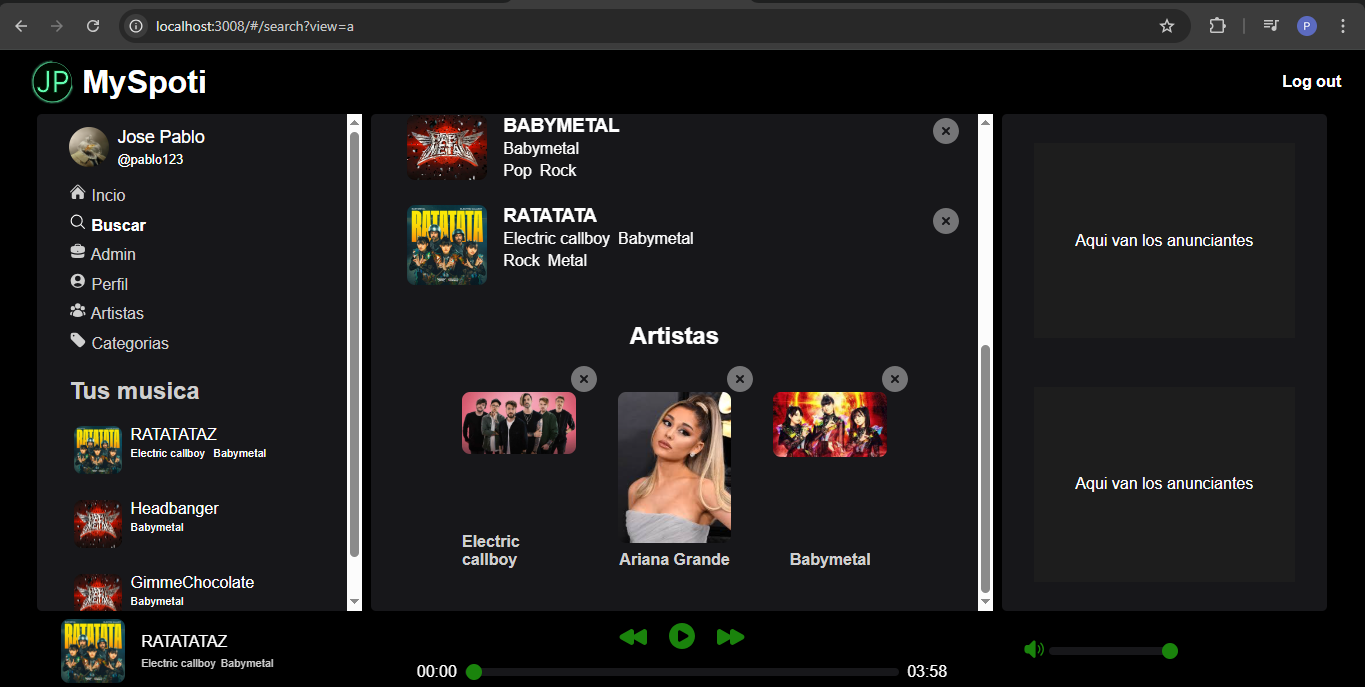 localhost:3008/#/search?view=a
P
JP MySpoti
Log out
Jose Pablo
@pablo123
Incio
Buscar
Admin
Perfil
Artistas
Categorias
Tus musica
RATATATAZ
Electric callboy Babymetal
Headbanger
Babymetal
GimmeChocolate
Babymetal
BABYMETAL
Babymetal
Pop Rock
RATATATA
RATATATA
Electric callboy Babymetal
Rock Metal
Artistas
Electric
callboy
Ariana Grande
Babymetal
Aqui van los anunciantes
Aqui van los anunciantes
RATATATAZ
Electric callboy Babymetal
00:00
03:58